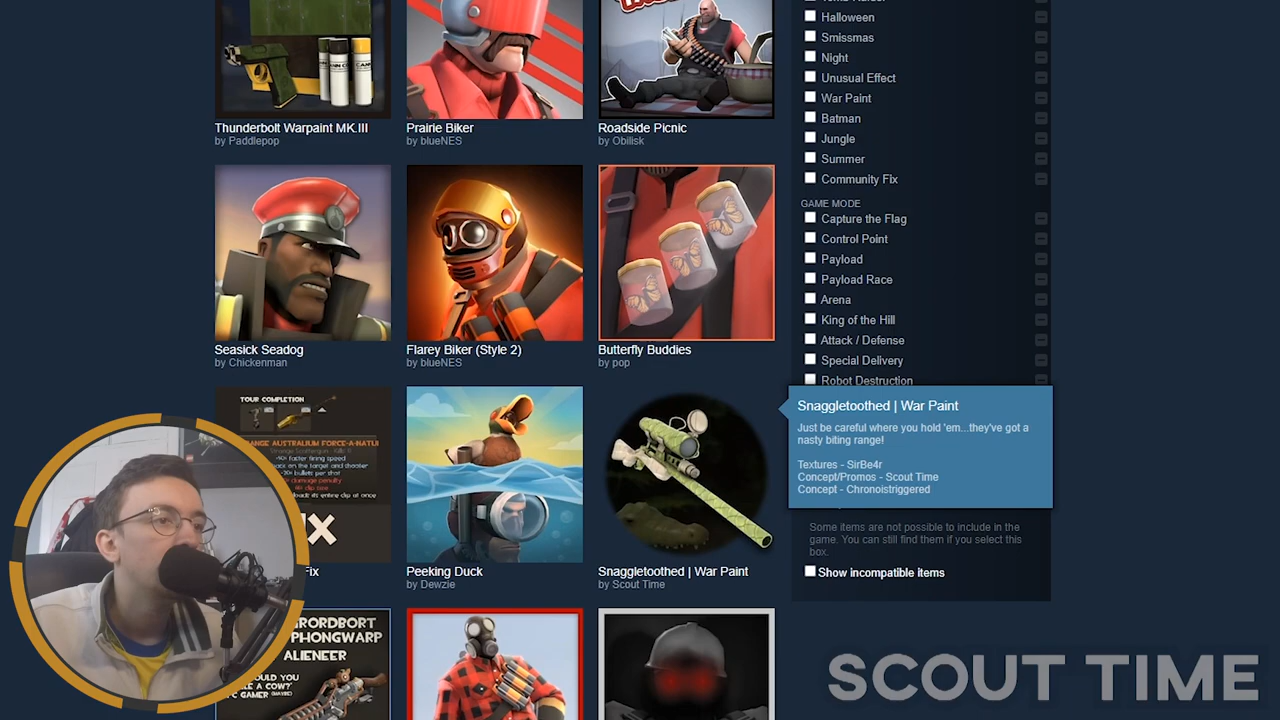 Halloween
Smissmas
Night
Unusual Effect
War Paint
Batman
Jungle
Summer
Community Fix
GAME MODE
Capture the Flag
Control Point
Payload
Payload Race
Arena
King of the Hill
Attack / Defense
Special Delivery
Robot Destruction
Thunderbolt Warpaint MK.III
by Paddlepop
Prairie Biker
by blueNES
Roadside Picnic
by Obilisk
Seasick Seadog
by Chickenman
Flarey Biker (Style 2)
by blueNES
Butterfly Buddies
by pop
TOUR COMPLETION
Snaggletoothed | War Paint
Just be careful where you hold 'em...they've got a
nasty biting range!
Textures - SirBe4r
Concept/Promos - Scout Time
Concept - Chronoistriggered
Some items are not possible to include in the
game. You can still find them if you select this
box.
Show incompatible items
Fix
Peeking Duck
by Dewzie
Snaggletoothed | War Paint
by Scout Time
PHONGWARP
ALIENEER
SCOUT TIME